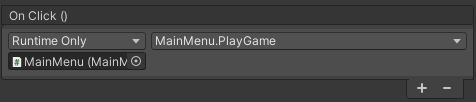 On Click ()
Runtime Only MainMenu.PlayGame
MainMenu (MainM
+ −